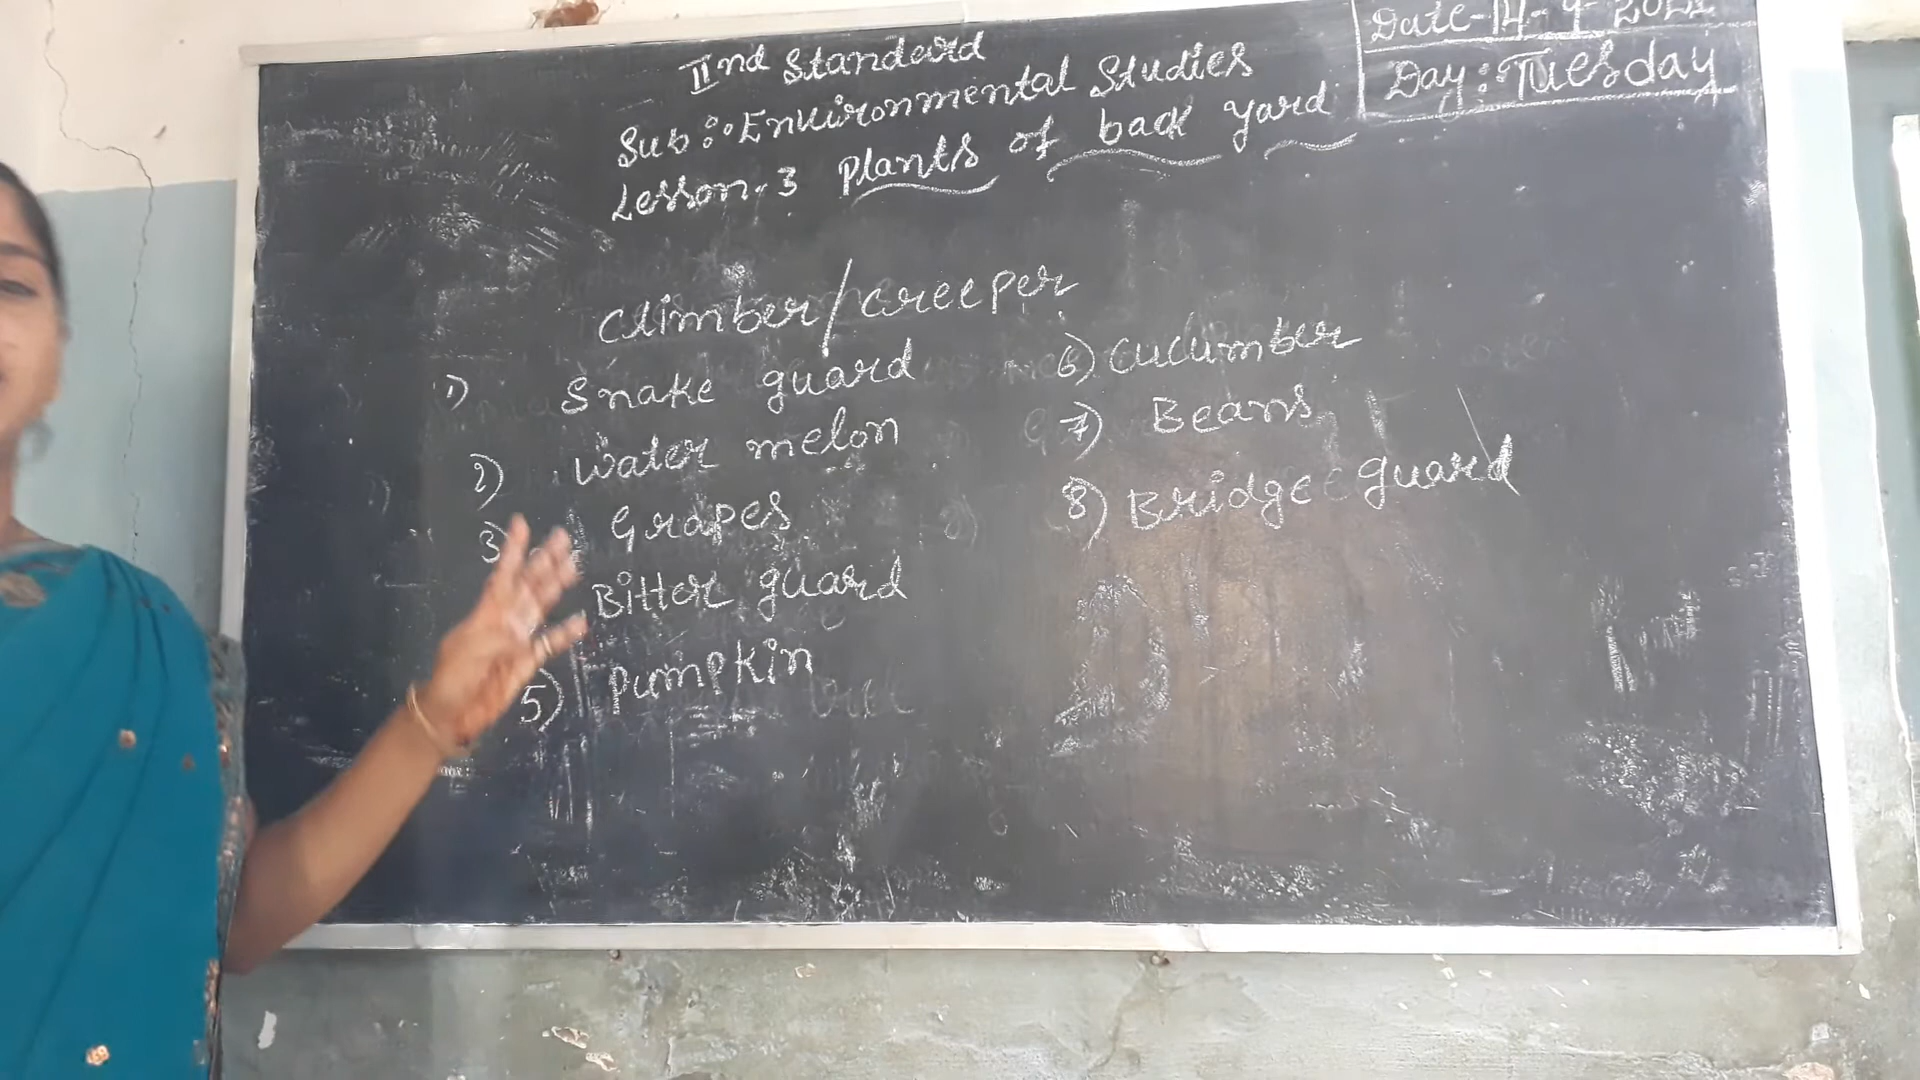 IInd Standard
Sub: Environmental Studies
Lesson-3 Plants of back yard
Date-14-9-2021
Day: Tuesday
Climber/creeper
1) Snake guard
2) Water melon
3) Grapes
Bitter guard
5) Pumpkin
6) Cucumber
7) Beans
8) Bridge guard